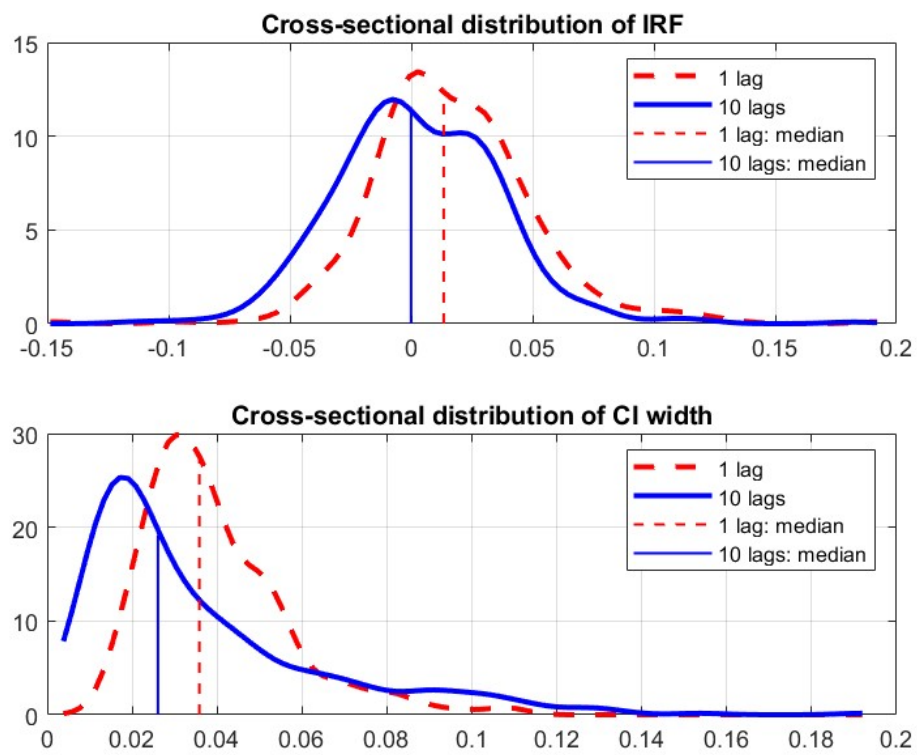 Cross-sectional distribution of IRF
15
10
5
0
1 lag
10 lags
1 lag: median
10 lags: median
-0.15 -0.1 -0.05 0 0.05 0.1 0.15 0.2
Cross-sectional distribution of CI width
30
20
10
0
1 lag
10 lags
1 lag: median
10 lags: median
0 0.02 0.04 0.06 0.08 0.1 0.12 0.14 0.16 0.18 0.2